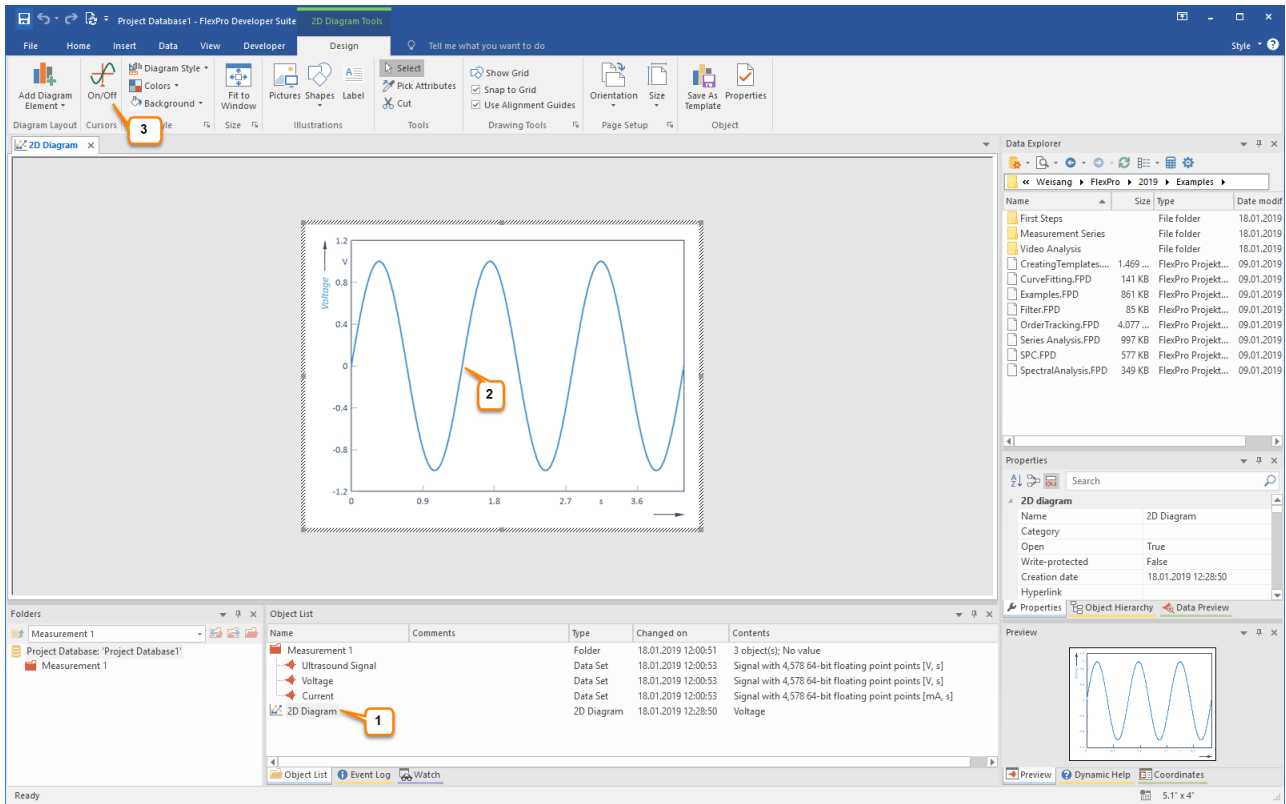 Project Database1 - FlexPro Developer Suite 2D Diagram Tools
File Home Insert Data View Developer Design Tell me what you want to do Style
Add Diagram Element
Diagram Layout
On/Off
Cursors
Diagram Style
Colors
Background
Style
3
Fit to Window
Size
Pictures Shapes Label
Illustrations
Select
Pick Attributes
Cut
Tools
Show Grid
Snap to Grid
Use Alignment Guides
Drawing Tools
Orientation Size
Page Setup
Save As Template Properties
Object
2D Diagram
1.2
V
0.8
0.4
0
-0.4
-0.8
-1.2
Voltage
0 0.9 1.8 2.7 s 3.6
2
Data Explorer
« Weisang FlexPro 2019 Examples
Name Size Type Date modif
First Steps File folder 18.01.2019
Measurement Series File folder 18.01.2019
Video Analysis File folder 18.01.2019
CreatingTemplates.... 1.469 ... FlexPro Projekt... 09.01.2019
CurveFitting.FPD 141 KB FlexPro Projekt... 09.01.2019
Examples.FPD 861 KB FlexPro Projekt... 09.01.2019
Filter.FPD 85 KB FlexPro Projekt... 09.01.2019
OrderTracking.FPD 4.077 ... FlexPro Projekt... 09.01.2019
Series Analysis.FPD 997 KB FlexPro Projekt... 09.01.2019
SPC.FPD 577 KB FlexPro Projekt... 09.01.2019
SpectralAnalysis.FPD 349 KB FlexPro Projekt... 09.01.2019
Properties
Search
2D diagram
Name 2D Diagram
Category
Open True
Write-protected False
Creation date 18.01.2019 12:28:50
Hyperlink
Properties Object Hierarchy Data Preview
Folders
Measurement 1
Project Database: 'Project Database1'
Measurement 1
Object List
Name Comments Type Changed on Contents
Measurement 1 Folder 18.01.2019 12:00:51 3 object(s); No value
Ultrasound Signal Data Set 18.01.2019 12:00:53 Signal with 4,578 64-bit floating point points [V, s]
Voltage Data Set 18.01.2019 12:00:53 Signal with 4,578 64-bit floating point points [V, s]
Current Data Set 18.01.2019 12:00:53 Signal with 4,578 64-bit floating point points [mA, s]
2D Diagram 2D Diagram 18.01.2019 12:28:50 Voltage
1
Object List Event Log Watch
Preview
Preview Dynamic Help Coordinates
Ready 5.1" x 4"